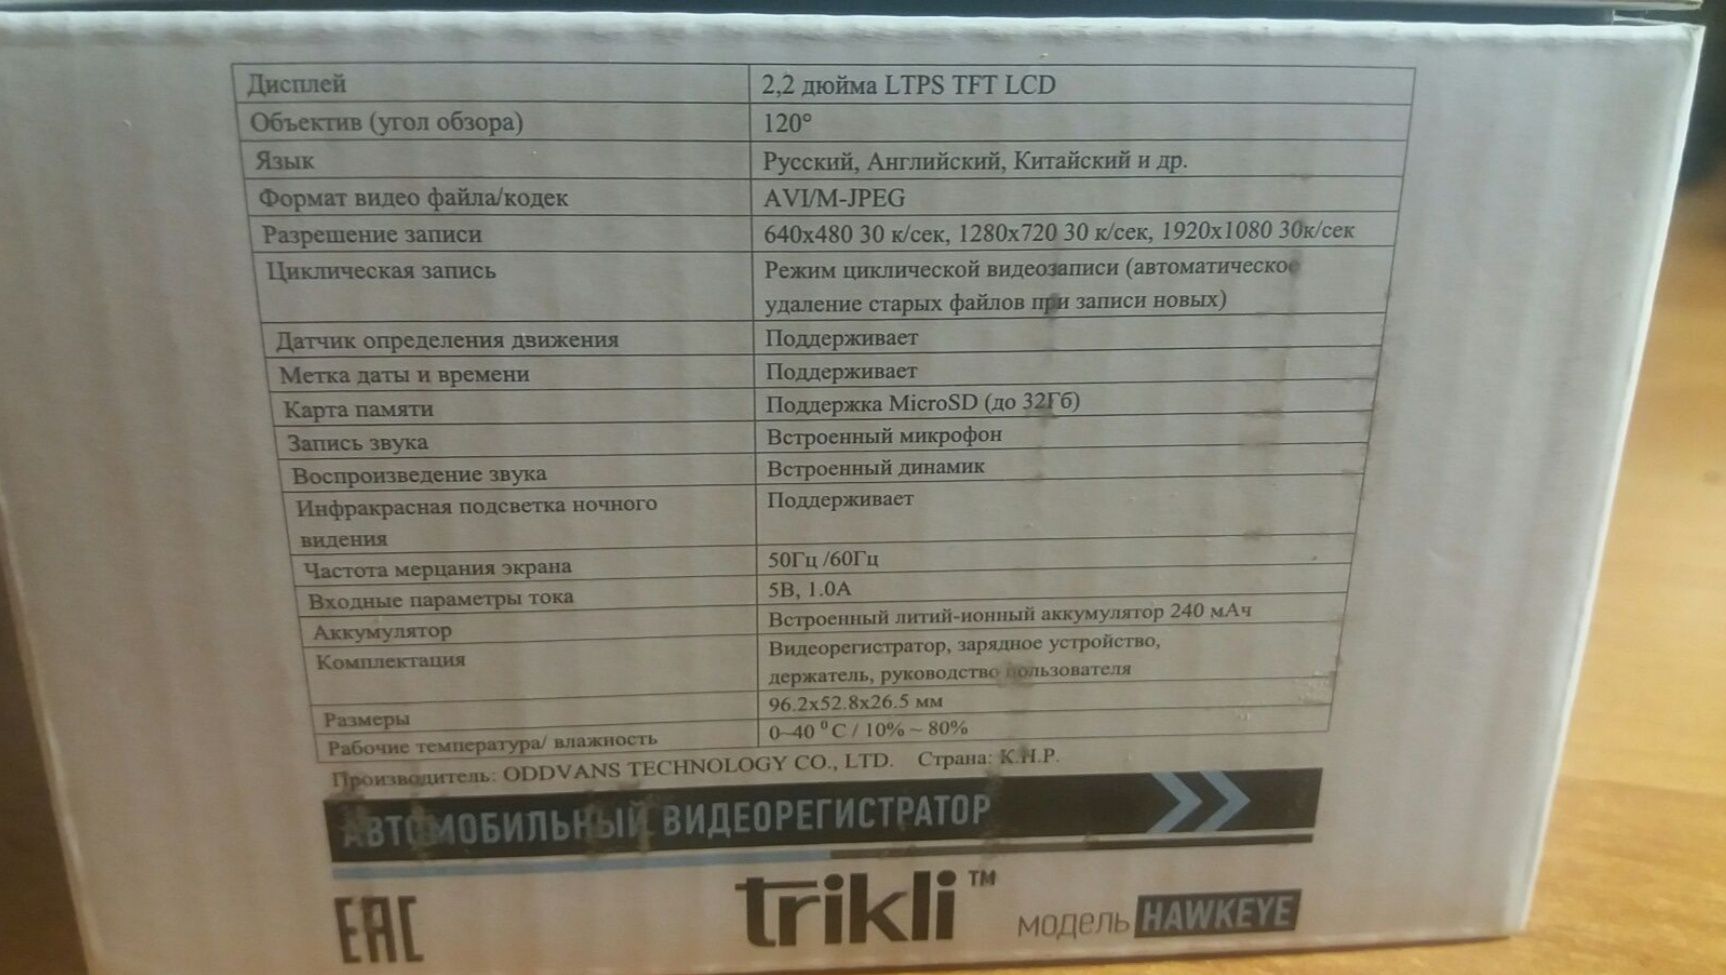 Дисплей 2,2 дюйма LTPS TFT LCD
Объектив (угол обзора) 120°
Язык Русский, Английский, Китайский и др.
Формат видео файла/кодек AVI/M-JPEG
Разрешение записи 640x480 30 к/сек, 1280x720 30 к/сек, 1920x1080 30к/сек
Циклическая запись Режим циклической видеозаписи (автоматическое
удаление старых файлов при записи новых)
Датчик определения движения Поддерживает
Метка даты и времени Поддерживает
Карта памяти Поддержка MicroSD (до 32Гб)
Запись звука Встроенный микрофон
Воспроизведение звука Встроенный динамик
Инфракрасная подсветка ночного Поддерживает
видения
Частота мерцания экрана 50Гц /60Гц
Входные параметры тока 5В, 1.0А
Аккумулятор Встроенный литий-ионный аккумулятор 240 мАч
Комплектация Видеорегистратор, зарядное устройство,
держатель, руководство пользователя
Размеры 96.2x52.8x26.5 мм
Рабочие температура/ влажность 0~40 ⁰С / 10% ~ 80%
Производитель: ODDVANS TECHNOLOGY CO., LTD. Страна: К.Н.Р.
АВТОМОБИЛЬНЫЙ ВИДЕОРЕГИСТРАТОР
EAC
trikli™
модель HAWKEYE